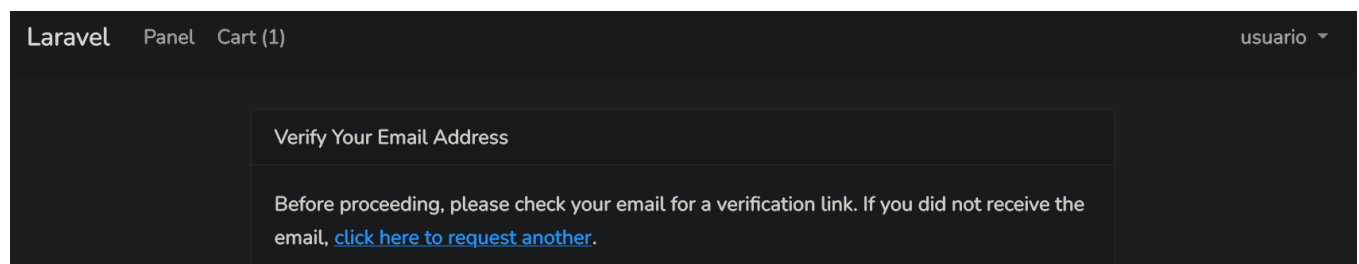 Laravel Panel Cart (1) usuario
Verify Your Email Address
Before proceeding, please check your email for a verification link. If you did not receive the
email, click here to request another.